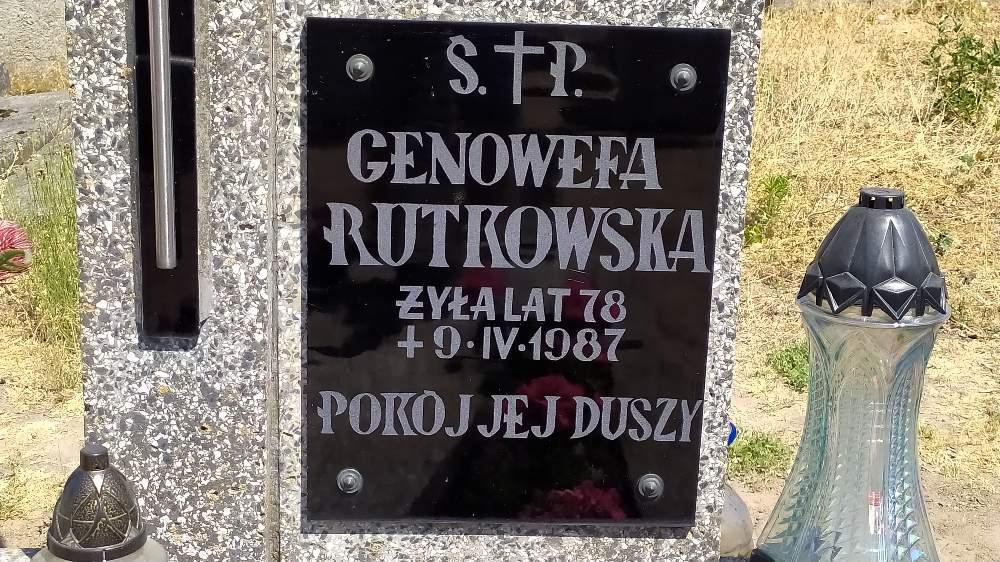 S. † P.
GENOWEFA
RUTKOWSKA
ŻYŁA LAT 78
+ 9·IV·1987
POKÓJ JEJ DUSZY